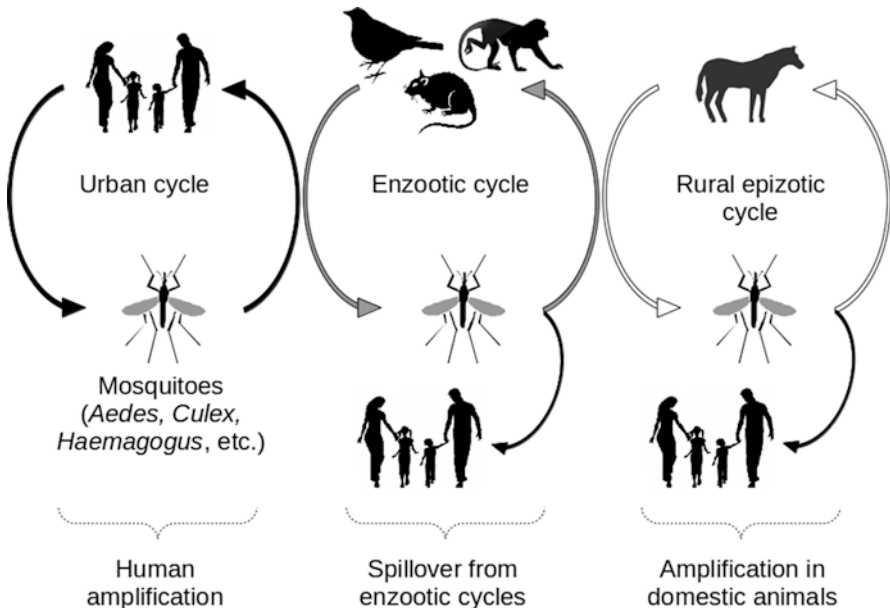 Urban cycle
Enzootic cycle
Rural epizotic
cycle
Mosquitoes
(Aedes, Culex,
Haemagogus, etc.)
Human
amplification
Spillover from
enzootic cycles
Amplification in
domestic animals